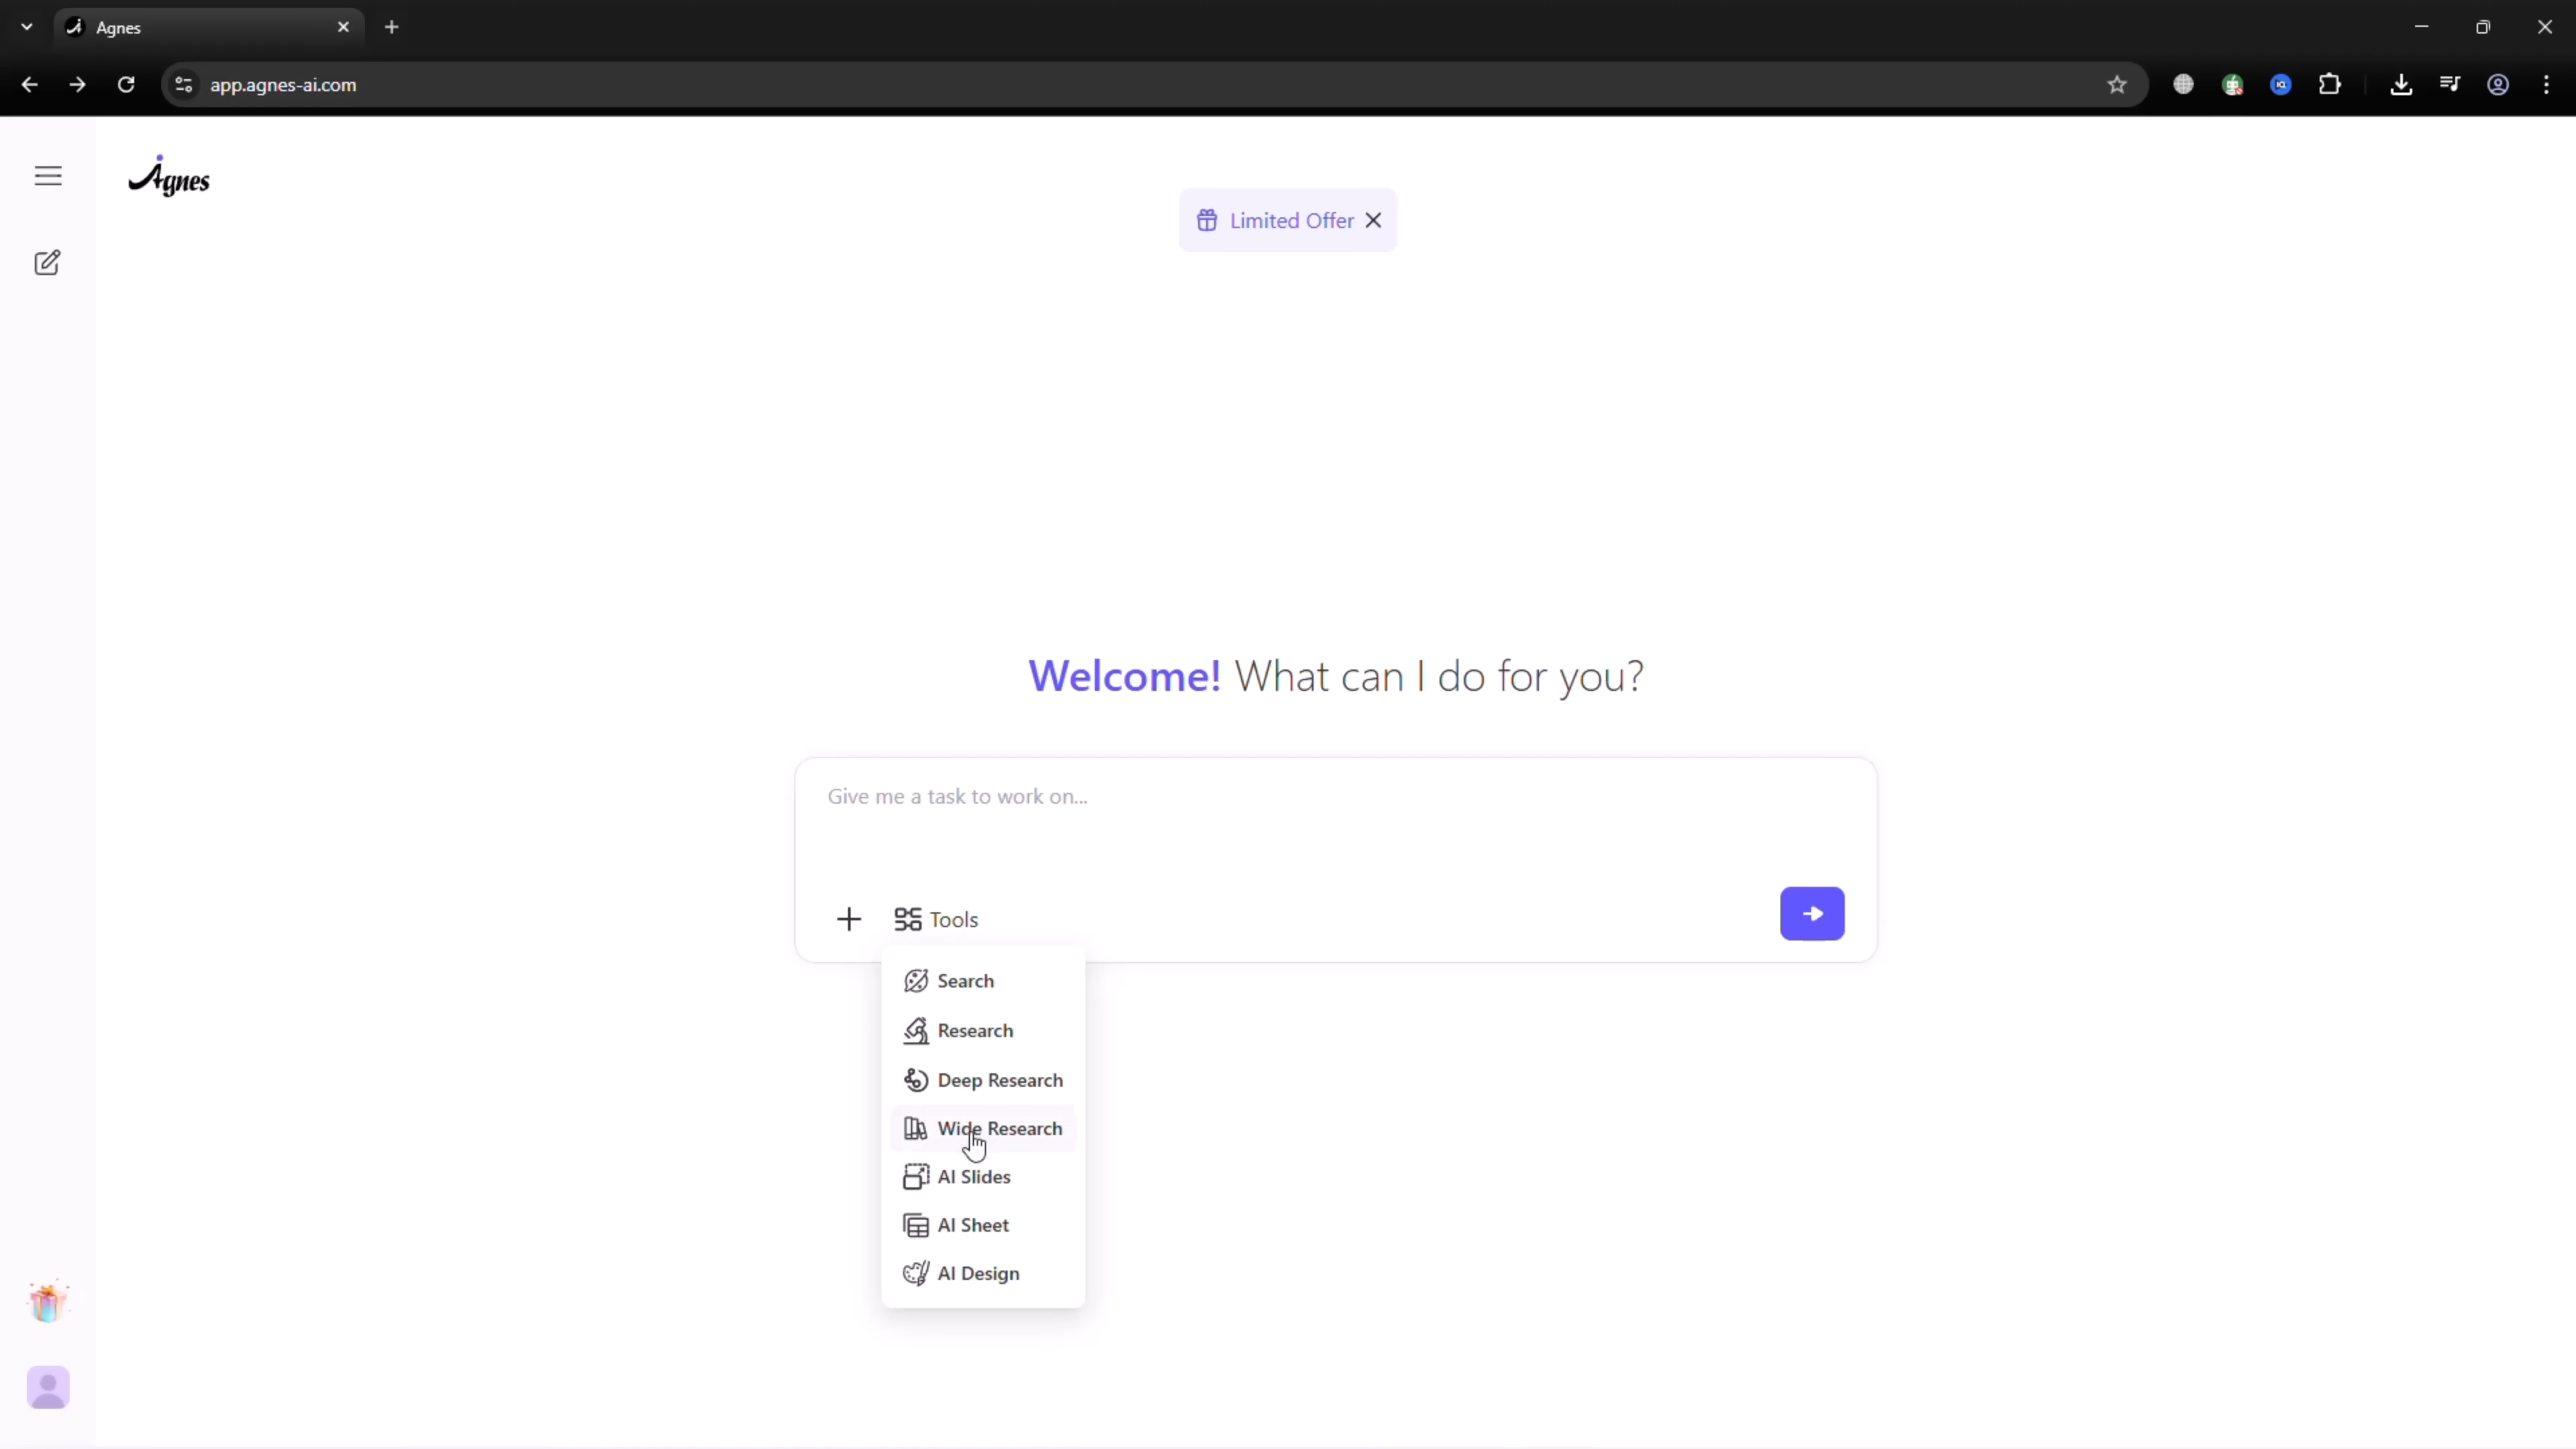 Agnes
app.agnes-ai.com
Agnes
Limited Offer
Welcome! What can I do for you?
Give me a task to work on...
Tools
Search
Research
Deep Research
Wide Research
AI Slides
AI Sheet
AI Design